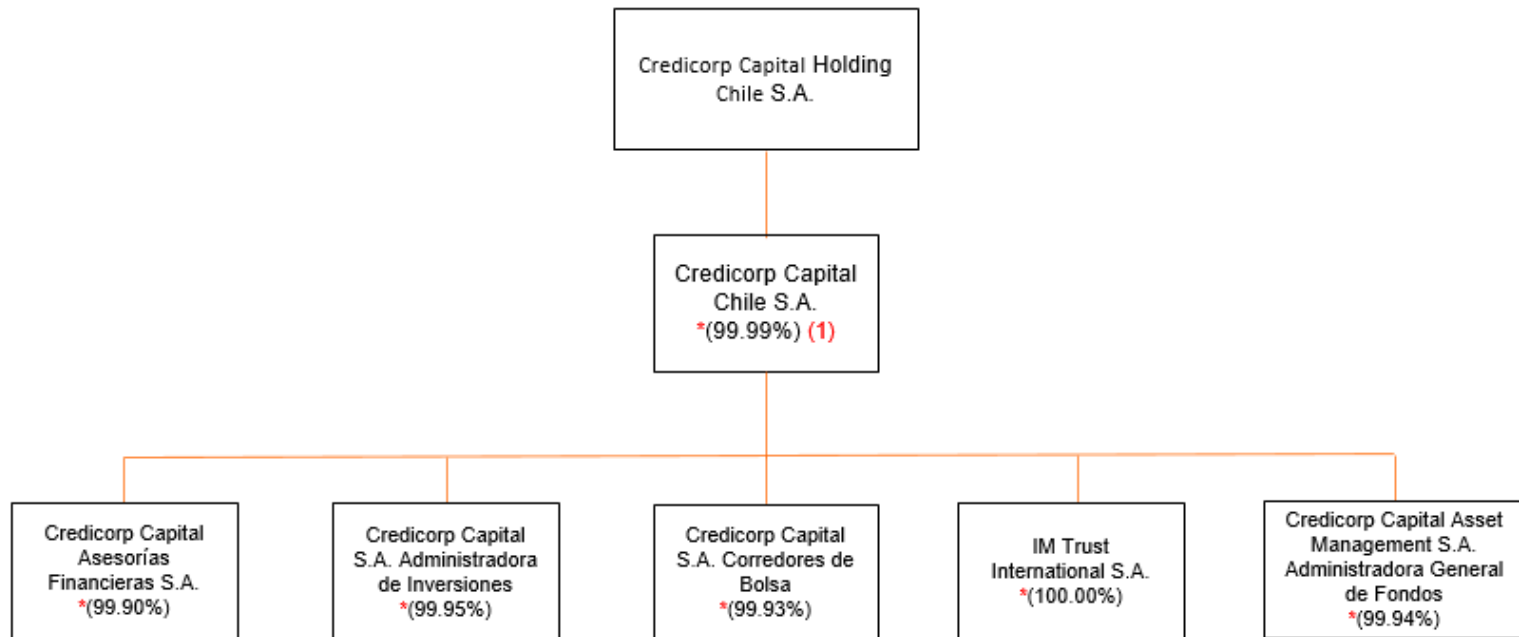 Credicorp Capital Holding
Chile S.A.
Credicorp Capital
Chile S.A.
*(99.99%) (1)
Credicorp Capital
Asesorías
Financieras S.A.
*(99.90%)
Credicorp Capital
S.A. Administradora
de Inversiones
*(99.95%)
Credicorp Capital
S.A. Corredores de
Bolsa
*(99.93%)
IM Trust
International S.A.
*(100.00%)
Credicorp Capital Asset
Management S.A.
Administradora General
de Fondos
*(99.94%)